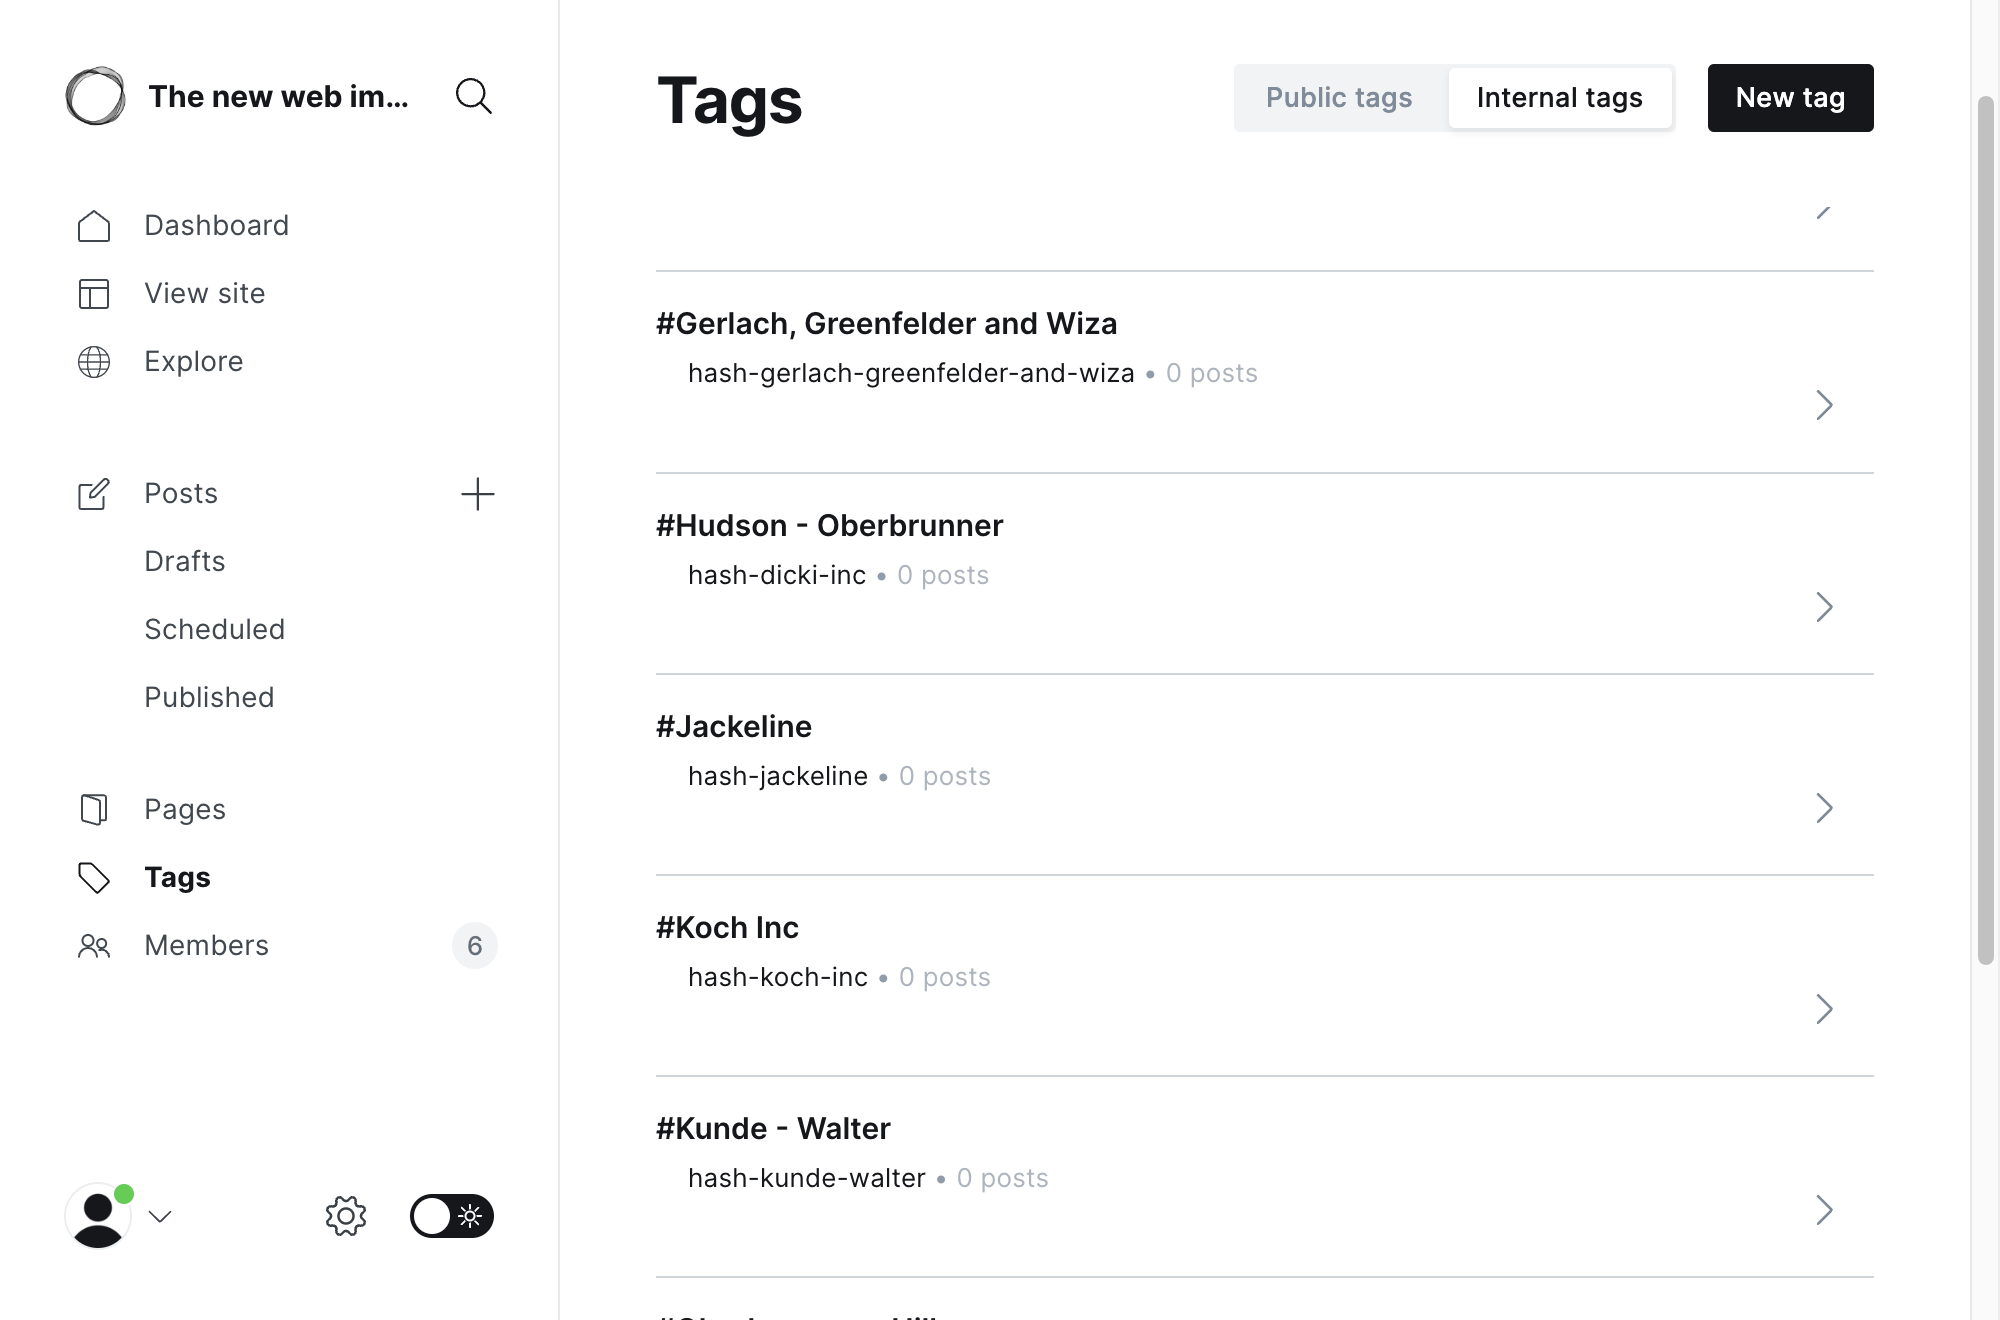 The new web im...
Dashboard
View site
Explore
Posts
Drafts
Scheduled
Published
Pages
Tags
Members
6
Tags
Public tags
Internal tags
New tag
#Gerlach, Greenfelder and Wiza
hash-gerlach-greenfelder-and-wiza • 0 posts
#Hudson - Oberbrunner
hash-dicki-inc • 0 posts
#Jackeline
hash-jackeline • 0 posts
#Koch Inc
hash-koch-inc • 0 posts
#Kunde - Walter
hash-kunde-walter • 0 posts